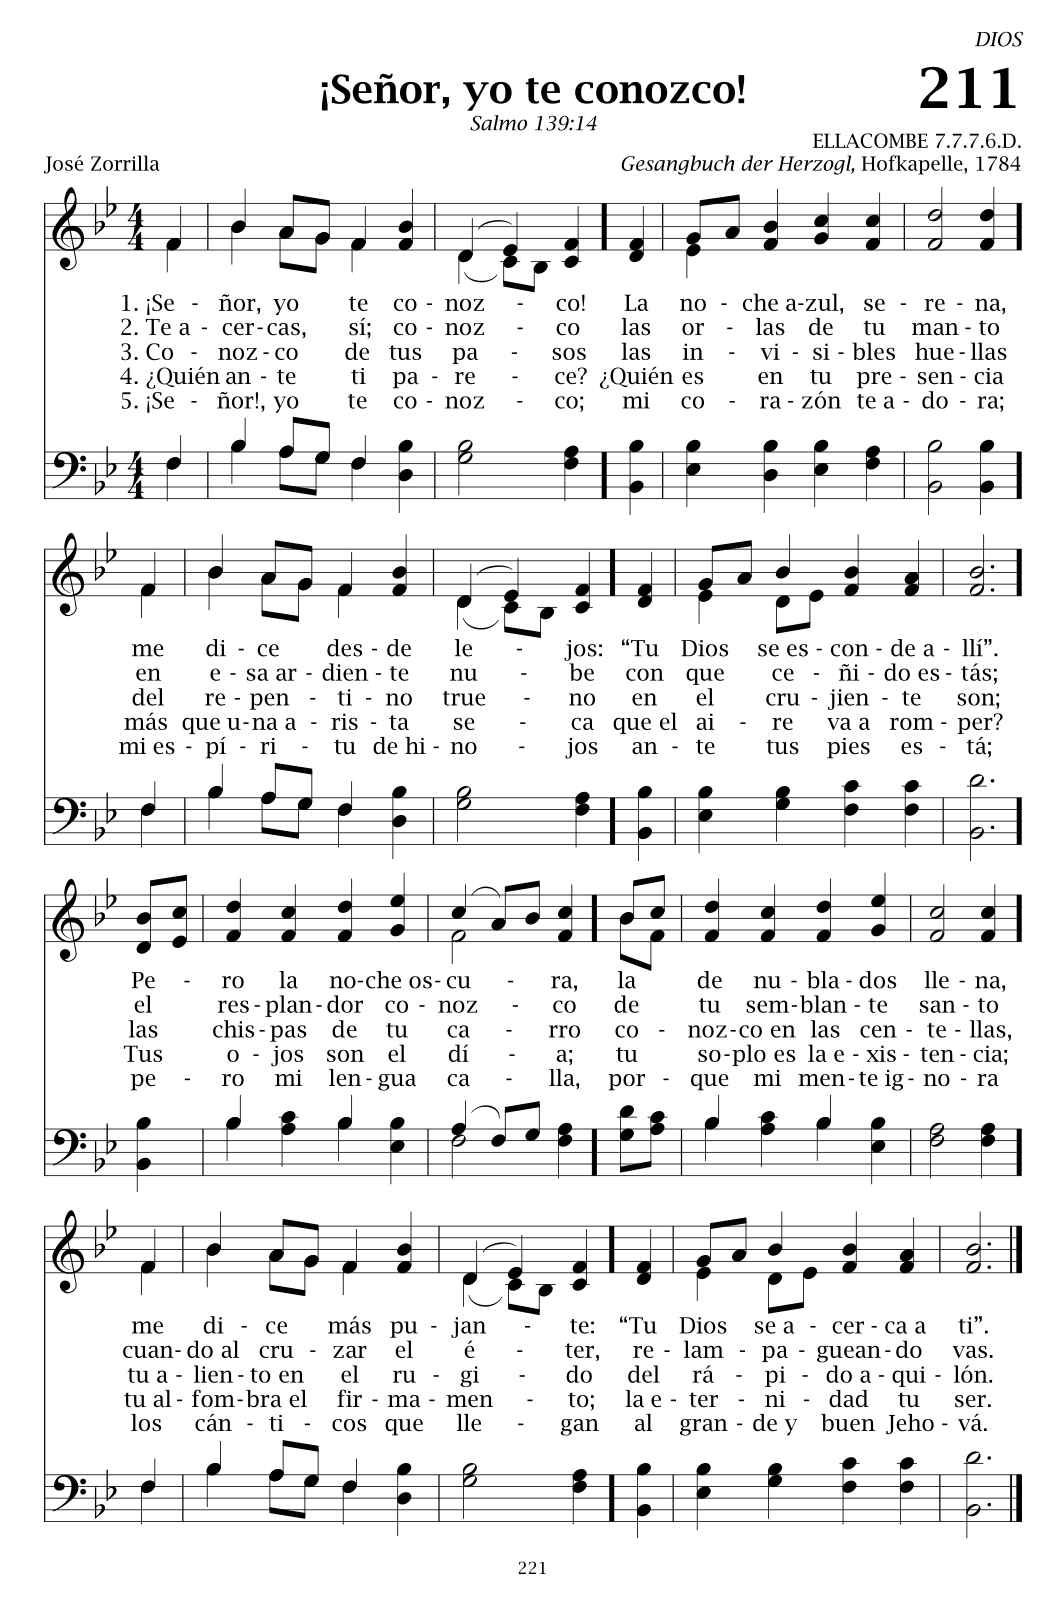 DIOS
211
¡Señor, yo te conozco!
Salmo 139:14
ELLACOMBE 7.7.7.6.D.
José Zorrilla
Gesangbuch der Herzogl, Hofkapelle, 1784
1. ¡Se - ñor, yo te co - noz - co! La no - che a-zul, se - re - na,
2. Te a - cer - cas, sí; co - noz - co las or - las de tu man - to
3. Co - noz - co de tus pa - sos las in - vi - si - bles hue - llas
4. ¿Quién an - te ti pa - re - ce? ¿Quién es en tu pre - sen - cia
5. ¡Se - ñor!, yo te co - noz - co; mi co - ra - zón te a - do - ra;
me di - ce des - de le - jos: “Tu Dios se es - con - de a - llí”.
en e - sa ar - dien - te nu - be con que ce - ñi - do es - tás;
del re - pen - ti - no true - no en el cru - jien - te son;
más que u - na a - ris - ta se - ca que el ai - re va a rom - per?
mi es - pí - ri - tu de hi - no - jos an - te tus pies es - tá;
Pe - ro la no - che os - cu - ra, la de nu - bla - dos lle - na,
el res - plan - dor co - noz - co de tu sem - blan - te san - to
las chis - pas de tu ca - rro co - noz - co en las cen - te - llas,
Tus o - jos son el dí - a; tu so - plo es la e - xis - ten - cia;
pe - ro mi len - gua ca - lla, por - que mi men - te ig - no - ra
me di - ce más pu - jan - te: “Tu Dios se a - cer - ca a ti”.
cuan - do al cru - zar el é - ter, re - lam - pa - guean - do vas.
tu a - lien - to en el ru - gi - do del rá - pi - do a - qui - lón.
tu al - fom - bra el fir - ma - men - to; la e - ter - ni - dad tu ser.
los cán - ti - cos que lle - gan al gran - de y buen Jeho - vá.
221